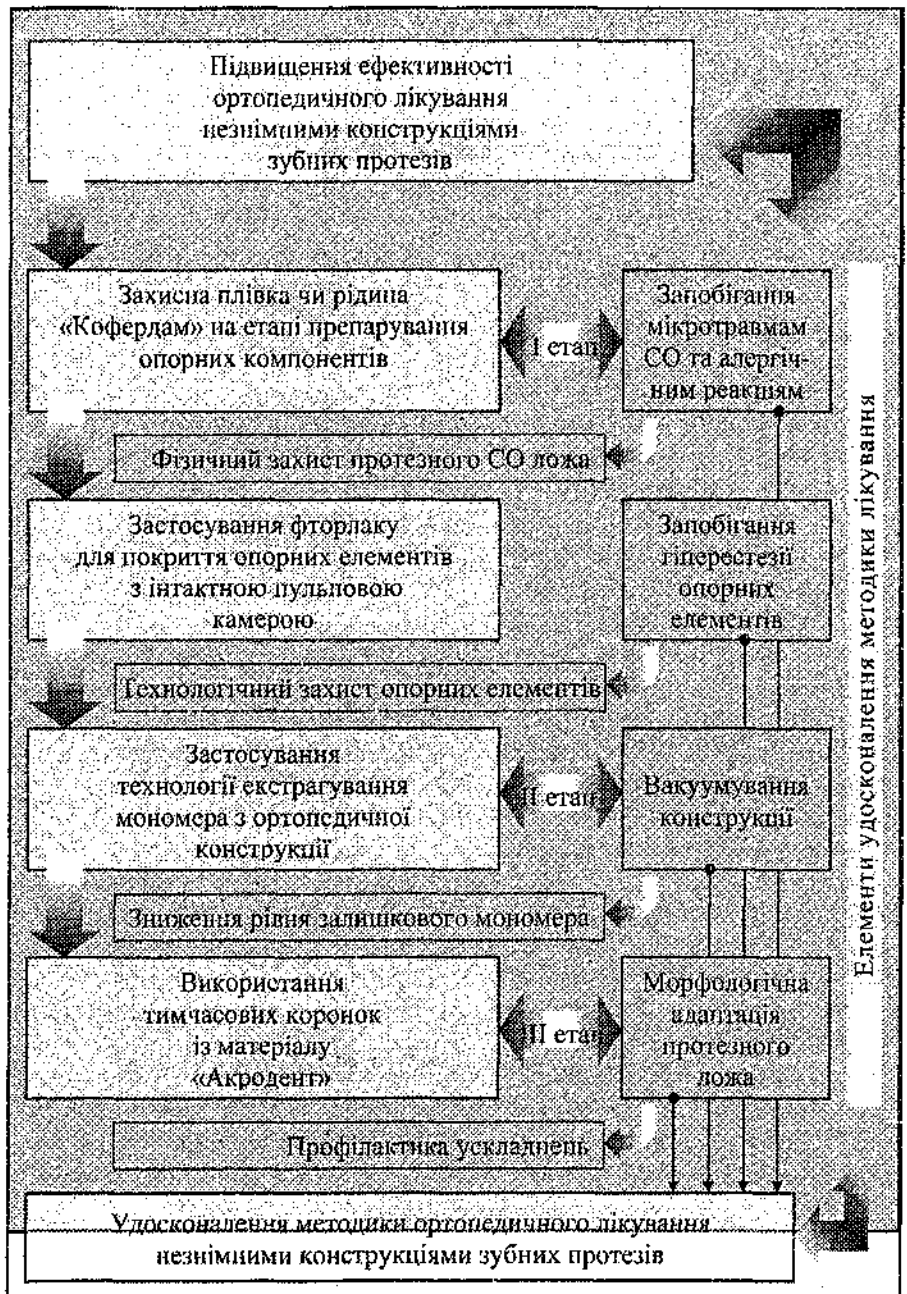 Підвищення ефективності
ортопедичного лікування
незнімними конструкціями
зубних протезів
Захисна плівка чи рідина
«Кофердам» на етапі препарування
опорних компонентів
І етап
Запобігання
мікротравмам
СО та алергіч-
ним реакціям
Фізичний захист протезного СО ложа
Застосування фторлаку
для покриття опорних елементів
з інтактною пульповою
камерою
Запобігання
гіперестезії
опорних
елементів
Технологічний захист опорних елементів
Застосування
технології екстрагування
мономера з ортопедичної
конструкції
ІІ етап
Вакуумування
конструкції
Зниження рівня залишкового мономера
Використання
тимчасових коронок
із матеріалу
«Акродент»
ІІІ етап
Морфологічна
адаптація
протезного
ложа
Профілактика ускладнень
Елементи удосконалення методики лікування
Удосконалення методики ортопедичного лікування
незнімними конструкціями зубних протезів